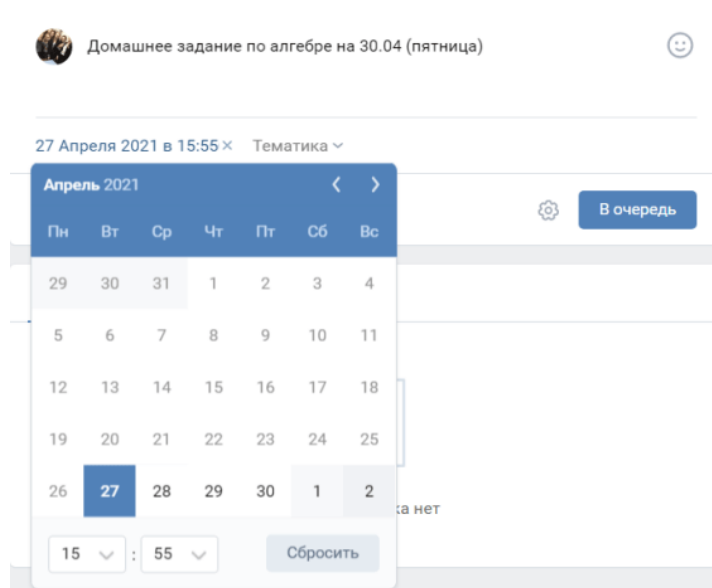 Домашнее задание по алгебре на 30.04 (пятница)
27 Апреля 2021 в 15:55 × Тематика
Апрель 2021
В очередь
Пн Вт Ср Чт Пт Сб Вс
29 30 31 1 2 3 4
5 6 7 8 9 10 11
12 13 14 15 16 17 18
19 20 21 22 23 24 25
26 27 28 29 30 1 2
нет
15 : 55 Сбросить